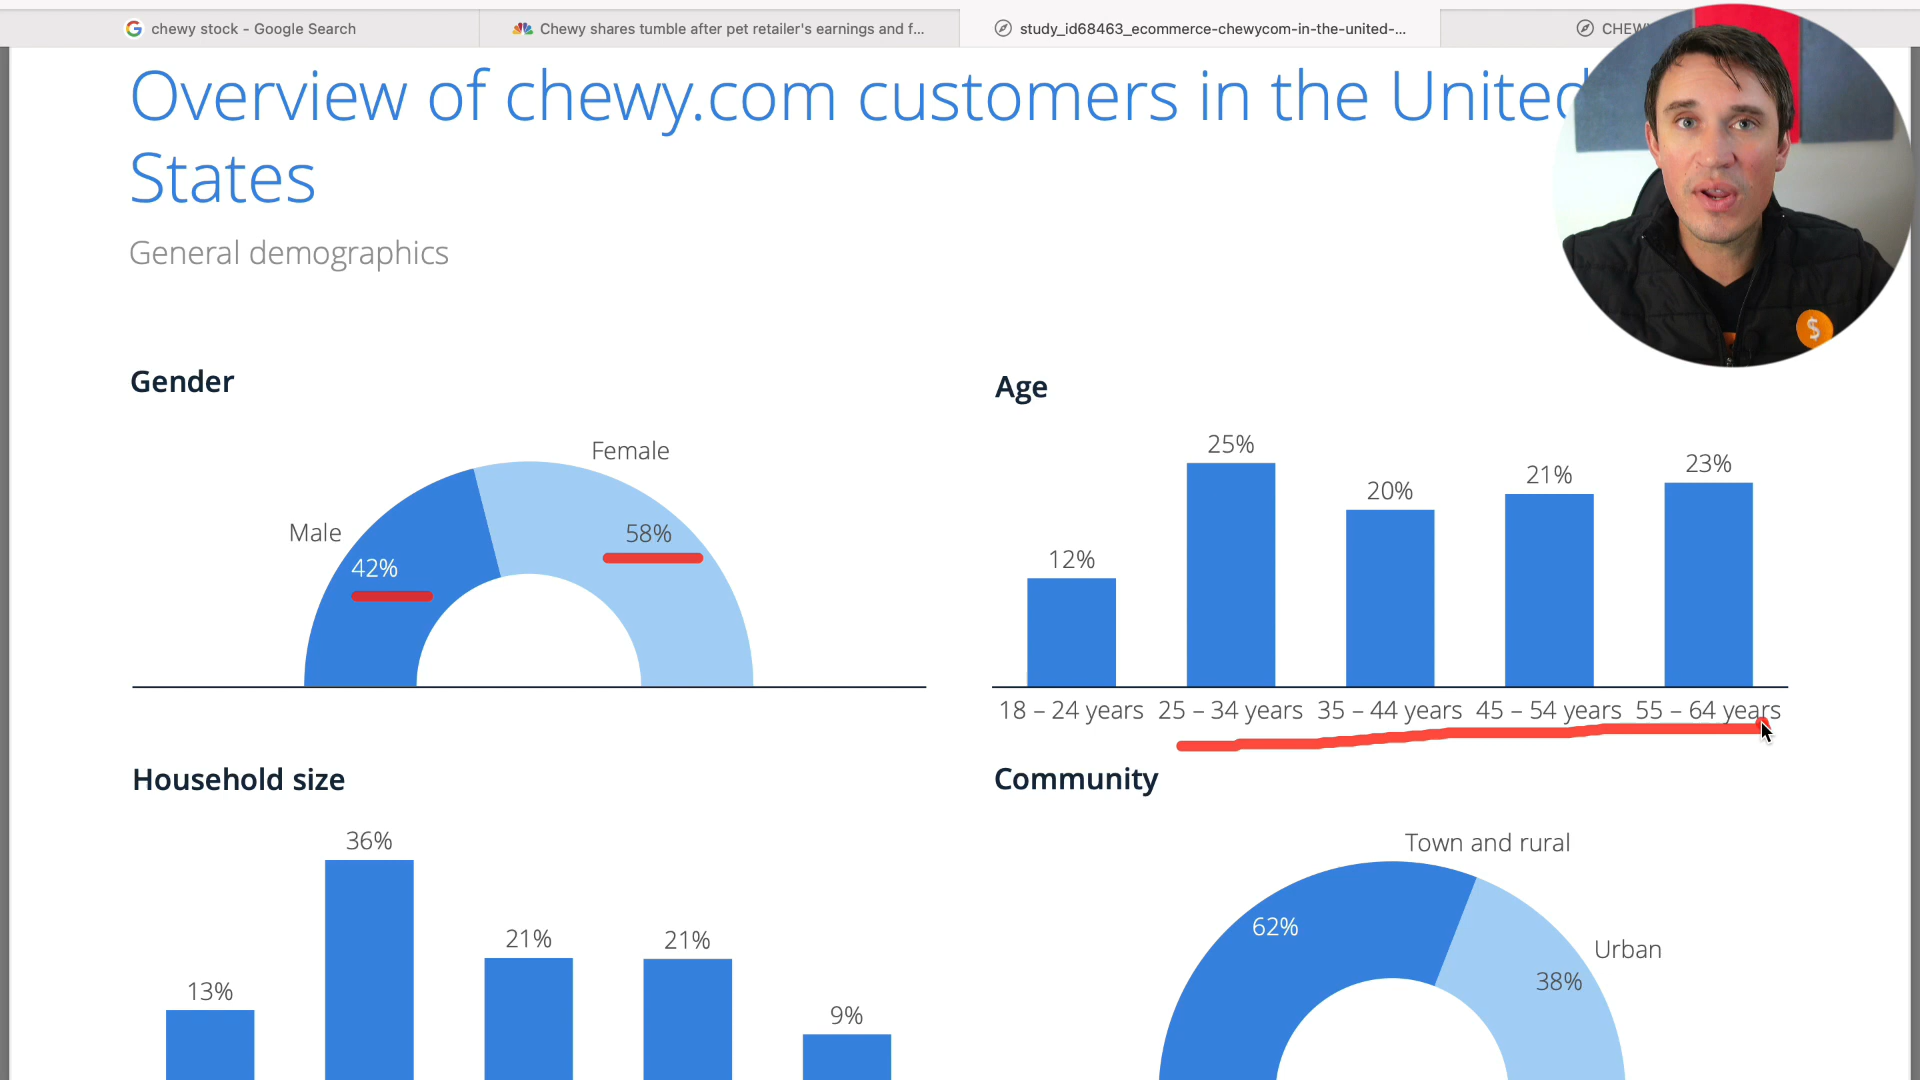 chewy stock - Google Search
Chewy shares tumble after pet retailer's earnings and f...
study_id68463_ecommerce-chewycom-in-the-united-...
Overview of chewy.com customers in the United
States
General demographics
Gender
Female
58%
Male
42%
Age
12%
25%
20%
21%
23%
18 – 24 years 25 – 34 years 35 – 44 years 45 – 54 years 55 – 64 years
Household size
13%
36%
21%
21%
9%
Community
Town and rural
62%
Urban
38%
$